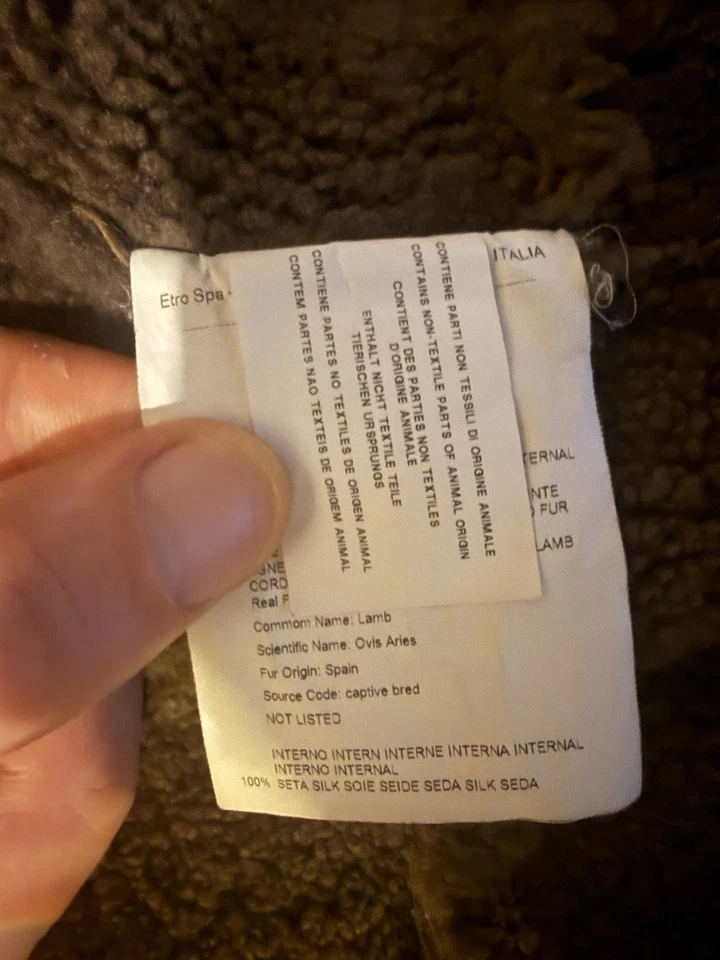 Etro Spa -
ITALIA
CONTIENE PARTI NON TESSILI DI ORIGINE ANIMALE
CONTAINS NON-TEXTILE PARTS OF ANIMAL ORIGIN
CONTIENT DES PARTIES NON TEXTILES
D'ORIGINE ANIMALE
ENTHALT NICHT TEXTILE TEILE
TIERISCHEN URSPRUNGS
CONTIENE PARTES NO TEXTILES DE ORIGEN ANIMAL
CONTEM PARTES NAO TEXTEIS DE ORIGEM ANIMAL
TERNAL
NTE
FUR
LAMB
CORD
Real F
Commom Name: Lamb
Scientific Name: Ovis Aries
Fur Origin: Spain
Source Code: captive bred
NOT LISTED
INTERNO INTERN INTERNE INTERNA INTERNAL
INTERNO INTERNAL
100% SETA SILK SOIE SEIDE SEDA SILK SEDA